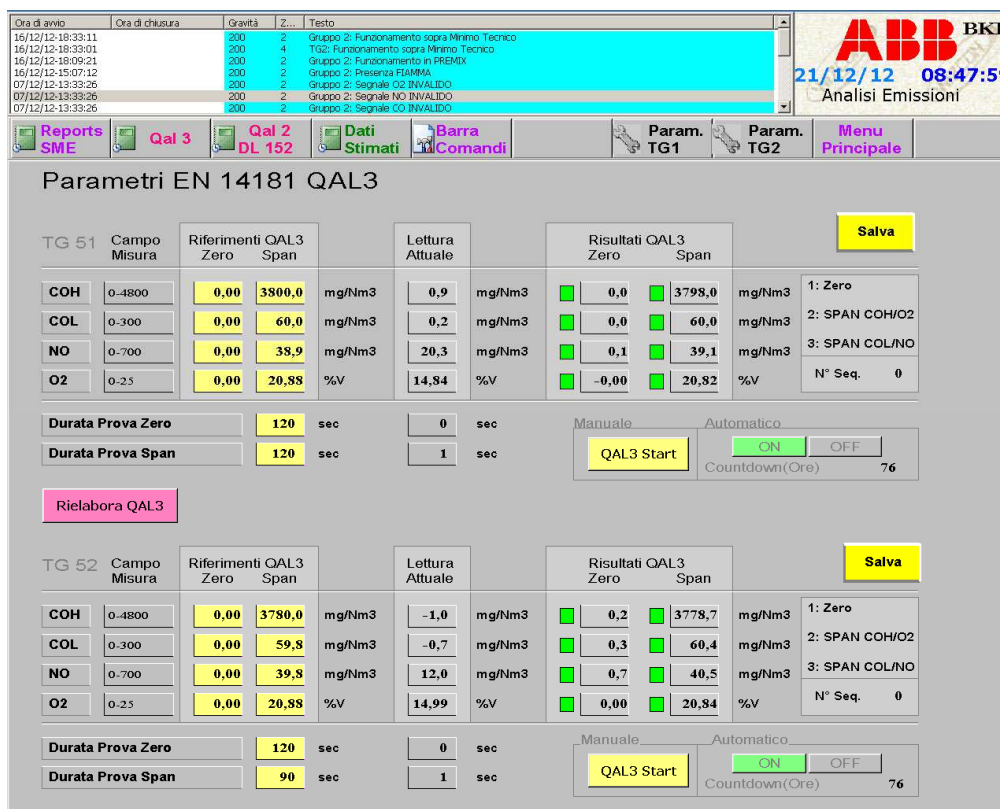 Ora di avvio Ora di chiusura Gravità Z... Testo
16/12/12-18:33:11 200 2 Gruppo 2: Funzionamento sopra Minimo Tecnico
16/12/12-18:33:01 200 4 TG2: Funzionamento sopra Minimo Tecnico
16/12/12-18:09:21 200 2 Gruppo 2: Funzionamento in PREMIX
16/12/12-15:07:12 200 2 Gruppo 2: Presenza FIAMMA
07/12/12-13:33:26 200 2 Gruppo 2: Segnale O2 INVALIDO
07/12/12-13:33:26 200 2 Gruppo 2: Segnale NO INVALIDO
07/12/12-13:33:26 200 2 Gruppo 2: Segnale CO INVALIDO
ABB BKI
21/12/12 08:47:59
Analisi Emissioni
Reports SME Qal 3 Qal 2 DL 152 Dati Stimati Barra Comandi Param. TG1 Param. TG2 Menu Principale
Parametri EN 14181 QAL3
Salva
TG 51 Campo Misura Riferimenti QAL3 Zero Span Lettura Attuale Risultati QAL3 Zero Span
COH 0-4800 0,00 3800,0 mg/Nm3 0,9 mg/Nm3 0,0 3798,0 mg/Nm3
COL 0-300 0,00 60,0 mg/Nm3 0,2 mg/Nm3 0,0 60,0 mg/Nm3
NO 0-700 0,00 38,9 mg/Nm3 20,3 mg/Nm3 0,1 39,1 mg/Nm3
O2 0-25 0,00 20,88 %V 14,84 %V -0,00 20,82 %V
1: Zero
2: SPAN COH/O2
3: SPAN COL/NO
N° Seq. 0
Durata Prova Zero 120 sec 0 sec
Durata Prova Span 120 sec 1 sec
Manuale Automatico
QAL3 Start ON OFF
Countdown(Ore) 76
Rielabora QAL3
Salva
TG 52 Campo Misura Riferimenti QAL3 Zero Span Lettura Attuale Risultati QAL3 Zero Span
COH 0-4800 0,00 3780,0 mg/Nm3 -1,0 mg/Nm3 0,2 3778,7 mg/Nm3
COL 0-300 0,00 59,8 mg/Nm3 -0,7 mg/Nm3 0,3 60,4 mg/Nm3
NO 0-700 0,00 39,8 mg/Nm3 12,0 mg/Nm3 0,7 40,5 mg/Nm3
O2 0-25 0,00 20,88 %V 14,99 %V 0,00 20,84 %V
1: Zero
2: SPAN COH/O2
3: SPAN COL/NO
N° Seq. 0
Durata Prova Zero 120 sec 0 sec
Durata Prova Span 90 sec 1 sec
Manuale Automatico
QAL3 Start ON OFF
Countdown(Ore) 76